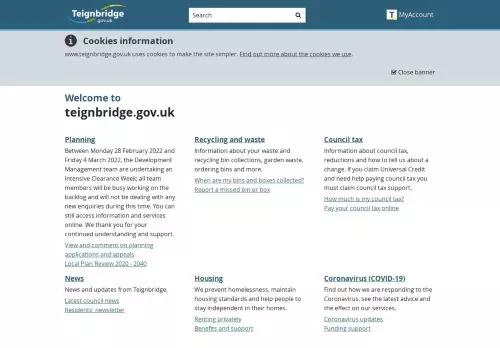 Teignbridge
.gov.uk
Search
T MyAccount
Cookies information
www.teignbridge.gov.uk uses cookies to make the site simpler. Find out more about the cookies we use.
Close banner
Welcome to
teignbridge.gov.uk
Planning
Between Monday 28 February 2022 and
Friday 4 March 2022, the Development
Management team are undertaking an
Intensive Clearance Week; all team
members will be busy working on the
backlog and will not be dealing with
any new enquiries during this time. You
can still access information and services
online. We thank you for your
continued understanding and support.
View and comment on planning
applications and appeals
Local Plan Review 2020 - 2040
Recycling and waste
Information about your waste and
recycling bin collections, garden waste,
ordering bins and more.
When are my bins and boxes collected?
Report a missed bin or box
Council tax
Information about council tax,
reductions and how to tell us about a
change. If you claim Universal Credit
and need help paying council tax you
must claim council tax support.
How much is my council tax?
Pay your council tax online
News
News and updates from Teignbridge.
Latest council news
Residents' newsletter
Housing
We prevent homelessness, maintain
housing standards and help people to
stay independent in their homes.
Renting privately
Benefits and support
Coronavirus (COVID-19)
Find out how we are responding to the
Coronavirus, see the latest advice and
the effect on our services.
Coronavirus updates
Funding support